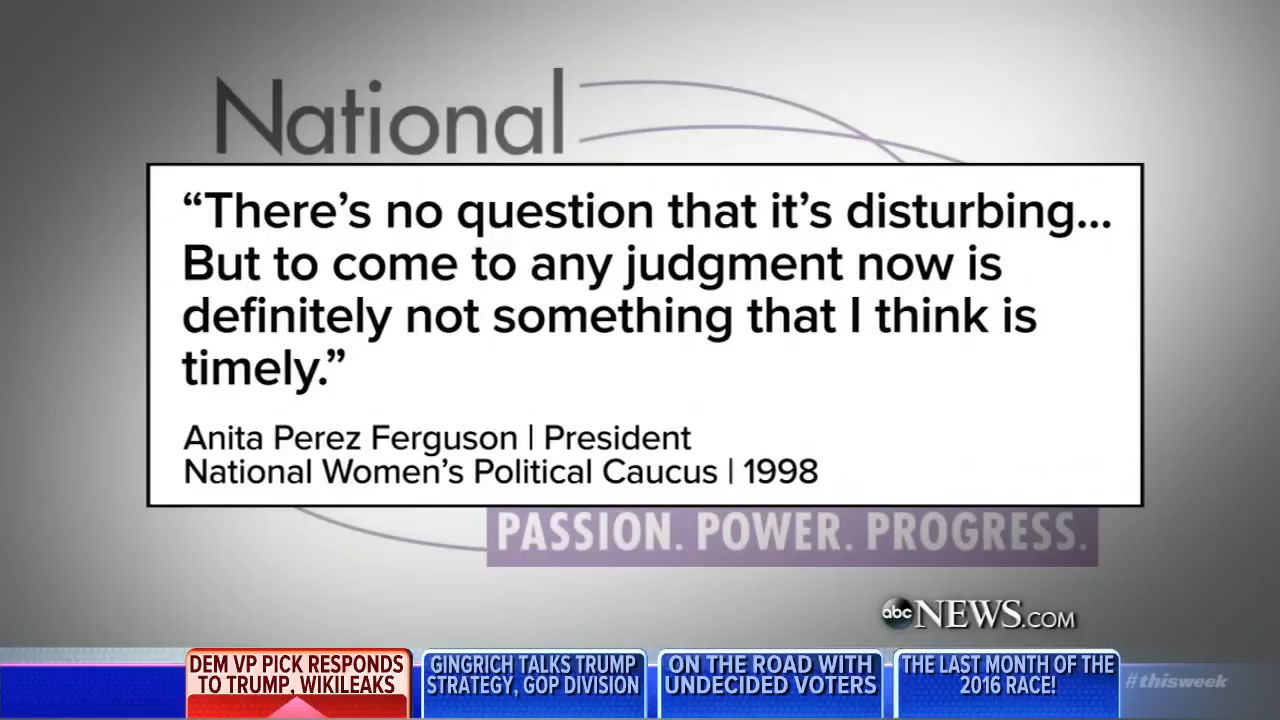 National
“There’s no question that it’s disturbing...
But to come to any judgment now is
definitely not something that I think is
timely.”
Anita Perez Ferguson | President
National Women’s Political Caucus | 1998
PASSION. POWER. PROGRESS.
abc NEWS.COM
DEM VP PICK RESPONDS
TO TRUMP, WIKILEAKS
GINGRICH TALKS TRUMP
STRATEGY, GOP DIVISION
ON THE ROAD WITH
UNDECIDED VOTERS
THE LAST MONTH OF THE
2016 RACE!
#thisweek